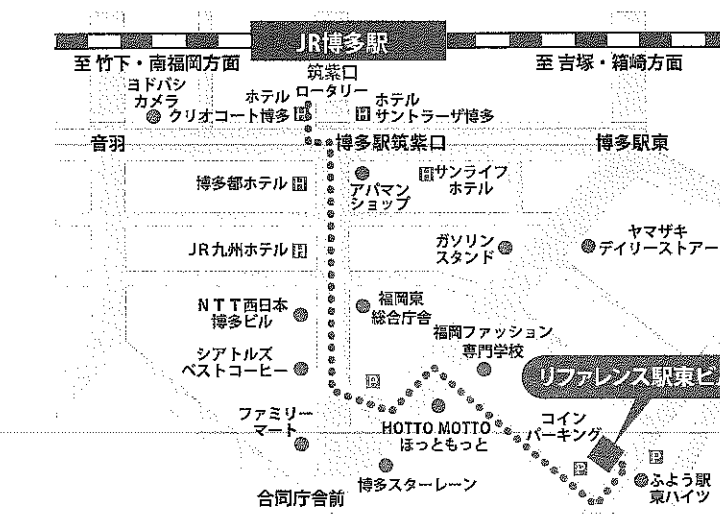 JR博多駅
至 竹下・南福岡方面
筑紫口
ロータリー
至 吉塚・箱崎方面
ヨドバシ
カメラ
ホテル
クリオコート博多 H
H ホテル
サントラーザ博多
音羽
博多駅筑紫口
博多駅東
博多都ホテル H
アパマン
ショップ
H サンライフ
ホテル
JR九州ホテル H
ガソリン
スタンド
ヤマザキ
デイリーストアー
NTT西日本
博多ビル
福岡東
総合庁舎
福岡ファッション
専門学校
シアトルズ
ベストコーヒー
リファレンス駅東ビ
P
ファミリー
マート
HOTTO MOTTO
ほっともっと
コイン
パーキング
P
P
博多スターレーン
ふよう駅
東ハイツ
合同庁舎前